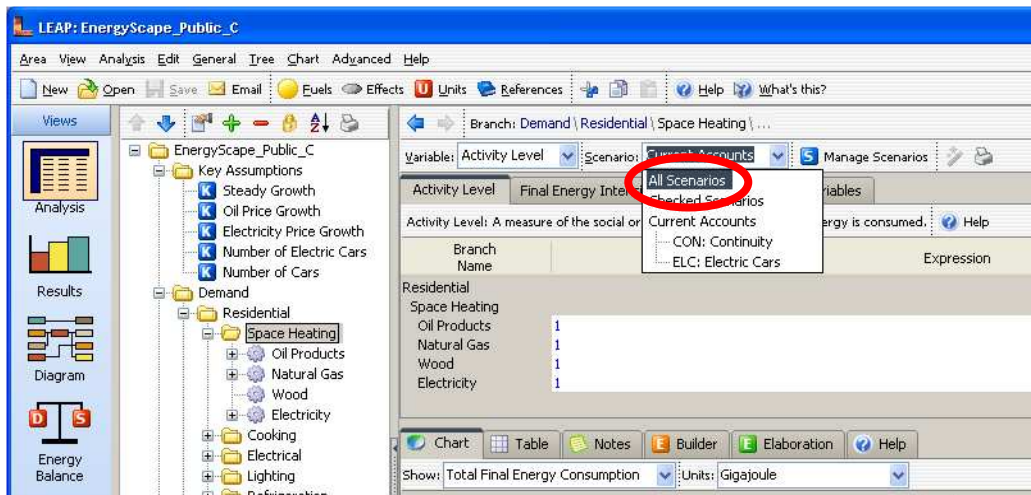 LEAP: EnergyScape_Public_C
Area View Analysis Edit General Tree Chart Advanced Help
New Open Save Email Fuels Effects Units References Help What's this?
Views
Analysis
Results
Diagram
Energy
Balance
EnergyScape_Public_C
Key Assumptions
Steady Growth
Oil Price Growth
Electricity Price Growth
Number of Electric Cars
Number of Cars
Demand
Residential
Space Heating
Oil Products
Natural Gas
Wood
Electricity
Cooking
Electrical
Lighting
Refrigeration
Branch: Demand \ Residential \ Space Heating \ ...
Variable: Activity Level Scenario: Current Accounts Manage Scenarios
All Scenarios
Checked Scenarios
Current Accounts
CON: Continuity
ELC: Electric Cars
Activity Level Final Energy Inten riables
Activity Level: A measure of the social or ergy is consumed. Help
Branch
Name
Expression
Residential
Space Heating
Oil Products 1
Natural Gas 1
Wood 1
Electricity 1
Chart Table Notes Builder Elaboration Help
Show: Total Final Energy Consumption Units: Gigajoule